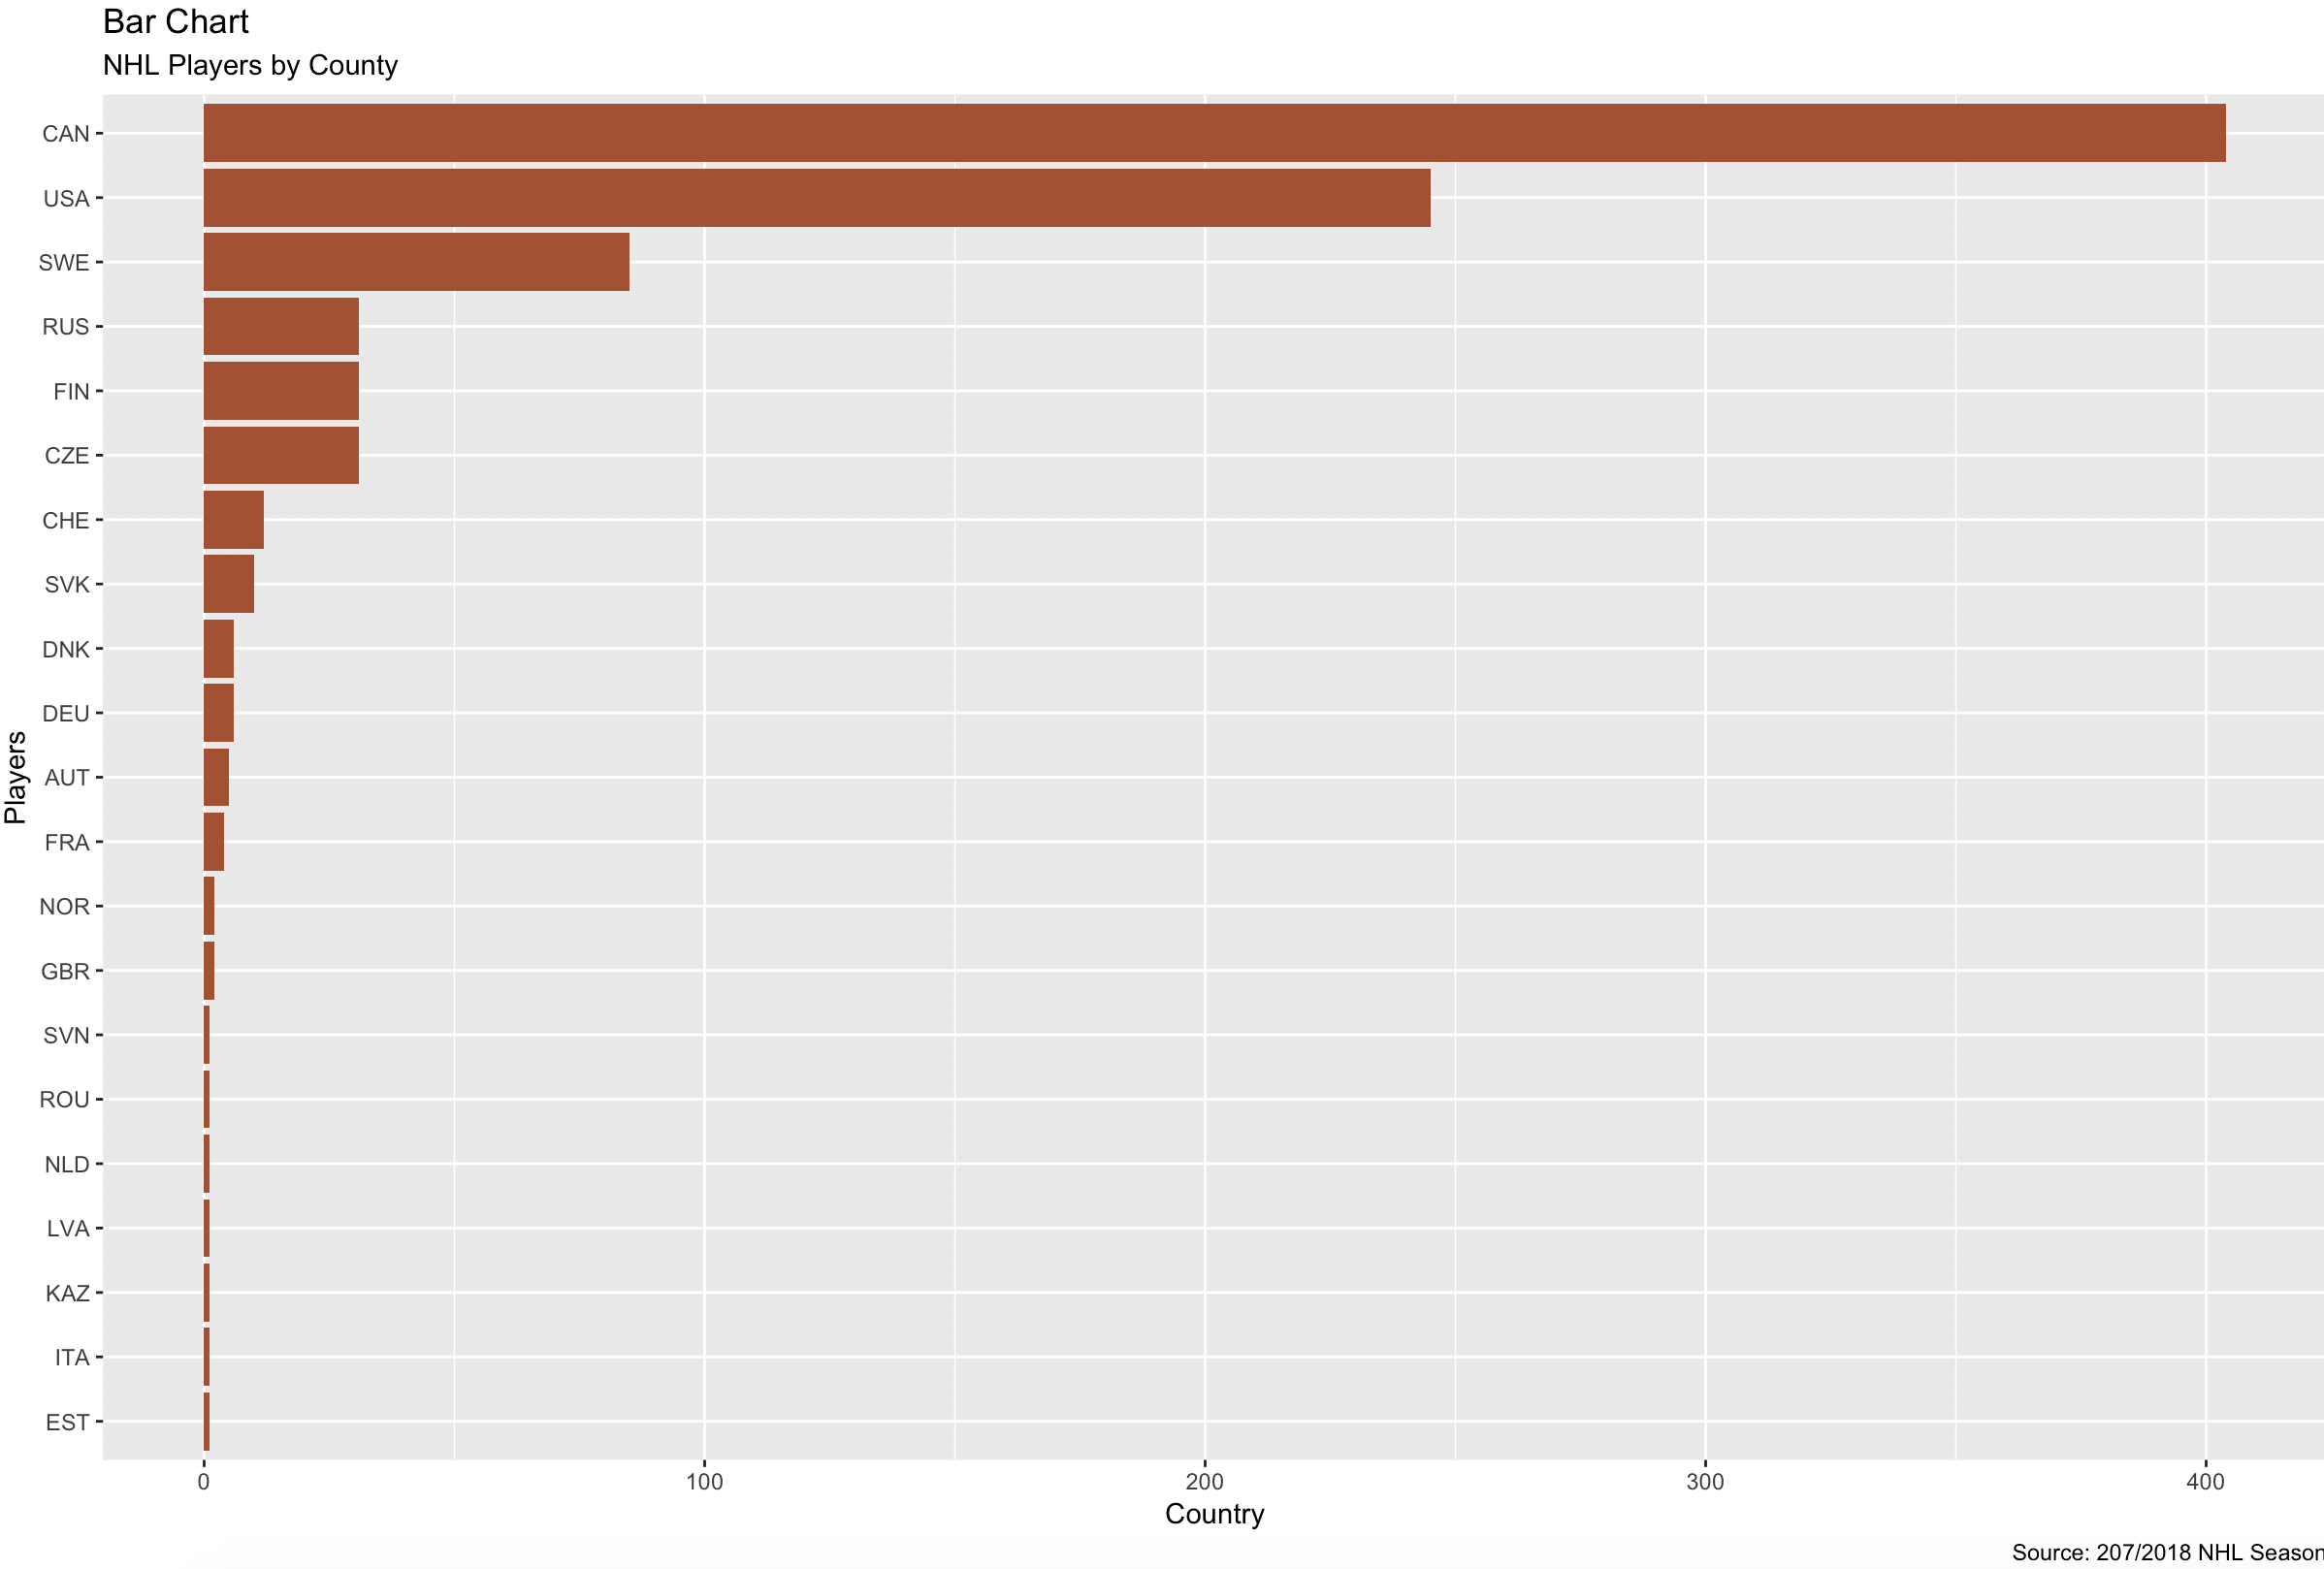 Bar Chart
NHL Players by County
CAN
USA
SWE
RUS
FIN
CZE
CHE
SVK
DNK
DEU
AUT
FRA
NOR
GBR
SVN
ROU
NLD
LVA
KAZ
ITA
EST
Players
0 100 200 300 400
Country
Source: 207/2018 NHL Season